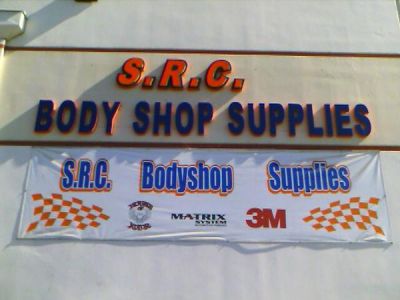 S.R.C.
BODY SHOP SUPPLIES
S.R.C. Bodyshop Supplies
MATRIX 3M
SYSTEM